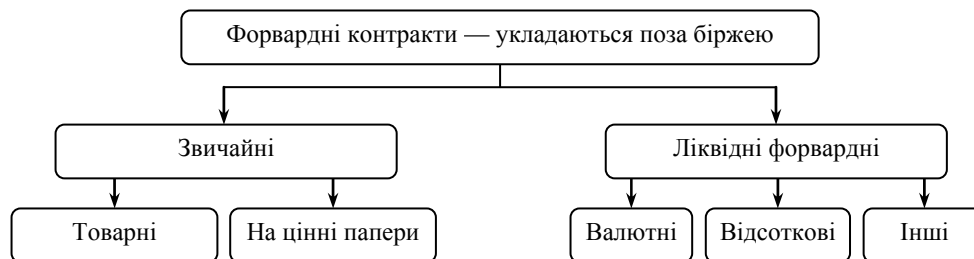 Форвардні контракти — укладаються поза біржею
Звичайні
Ліквідні форвардні
Товарні
На цінні папери
Валютні
Відсоткові
Інші